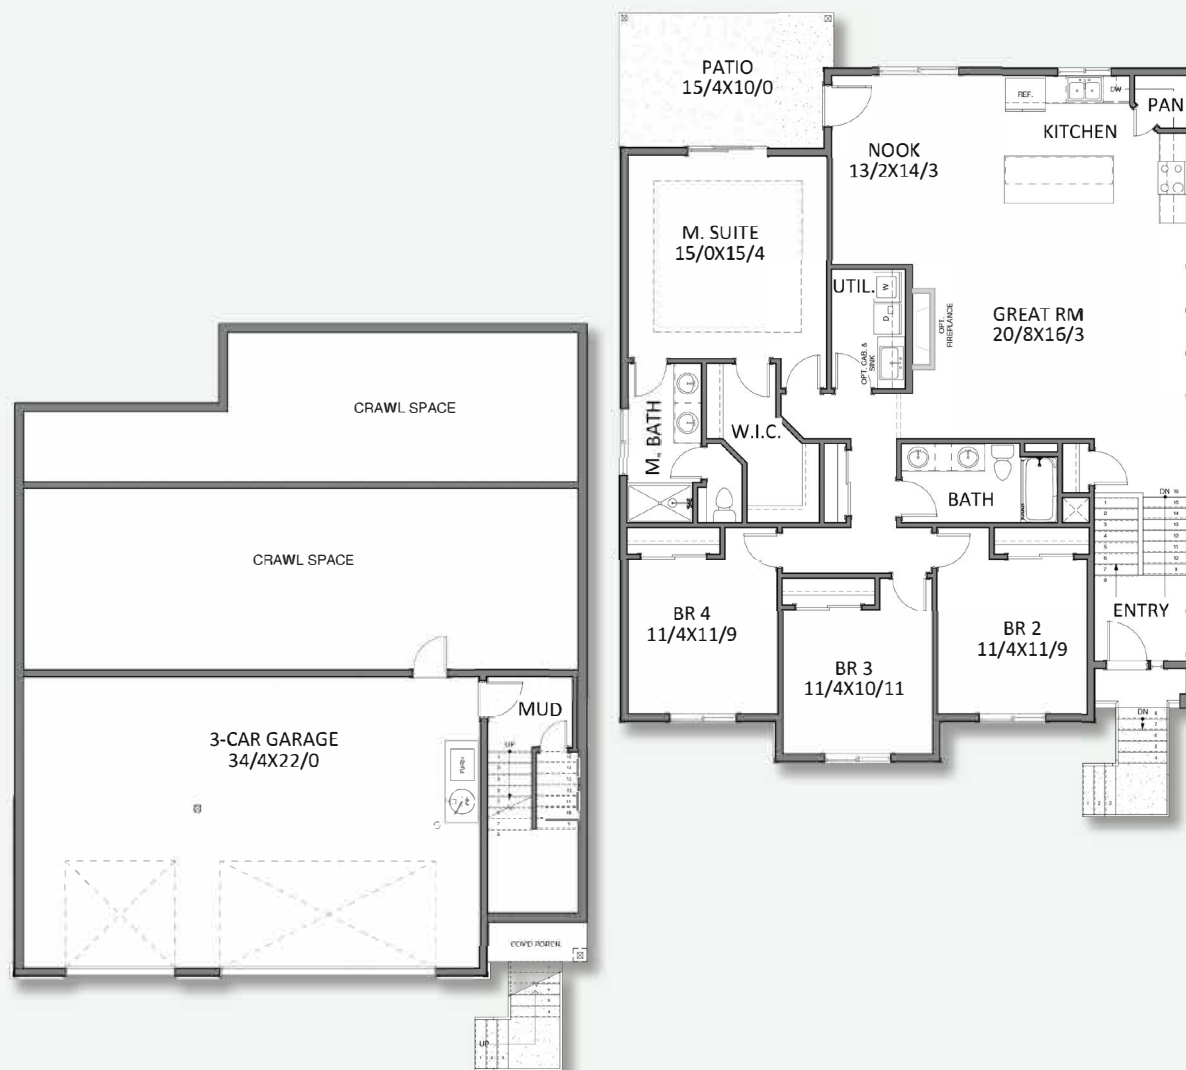 CRAWL SPACE
CRAWL SPACE
3-CAR GARAGE
34/4X22/0
MUD
UP
UP
PATIO
15/4X10/0
REF.
DW
PAN
KITCHEN
NOOK
13/2X14/3
M. SUITE
15/0X15/4
UTIL.
W
D
OPT. CAB. &
SINK
OPT.
FIREPLANCE
GREAT RM
20/8X16/3
M. BATH
W.I.C.
BATH
DN 16
BR 4
11/4X11/9
BR 3
11/4X10/11
BR 2
11/4X11/9
ENTRY
DN